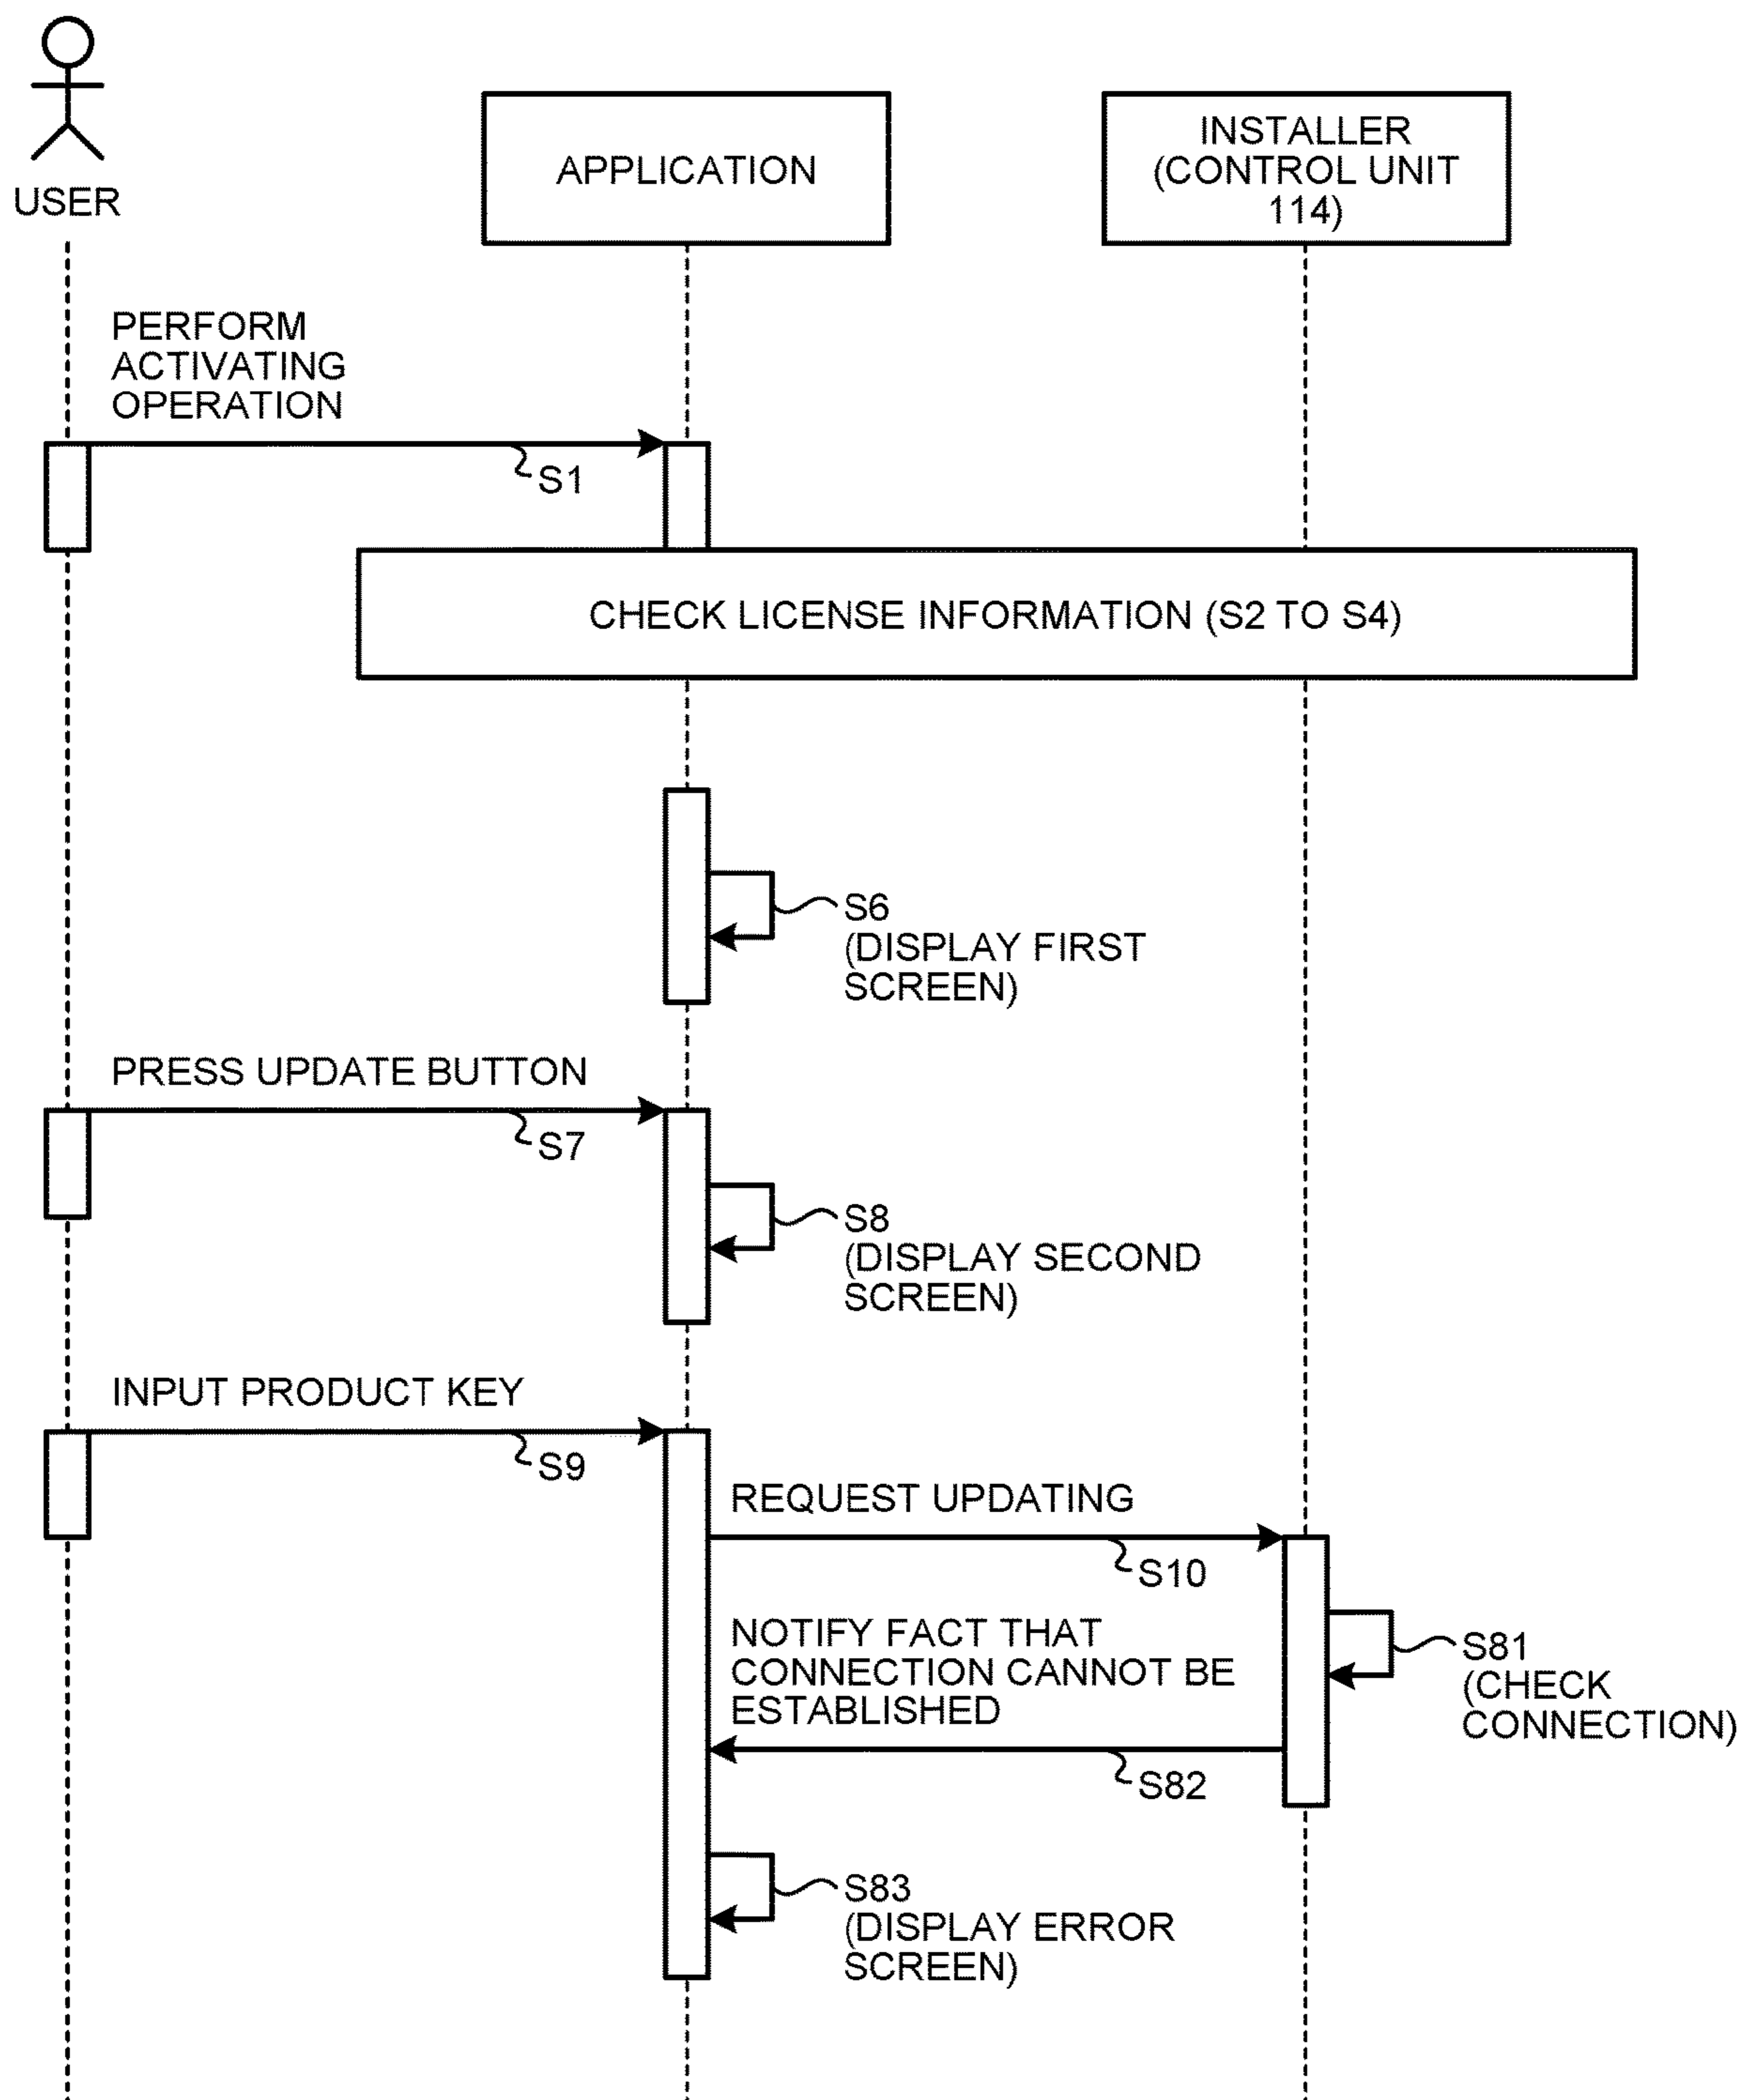 USER
APPLICATION
INSTALLER
(CONTROL UNIT
114)
PERFORM
ACTIVATING
OPERATION
S1
CHECK LICENSE INFORMATION (S2 TO S4)
S6
(DISPLAY FIRST
SCREEN)
PRESS UPDATE BUTTON
S7
S8
(DISPLAY SECOND
SCREEN)
INPUT PRODUCT KEY
S9
REQUEST UPDATING
S10
NOTIFY FACT THAT
CONNECTION CANNOT BE
ESTABLISHED
S81
(CHECK
CONNECTION)
S82
S83
(DISPLAY ERROR
SCREEN)